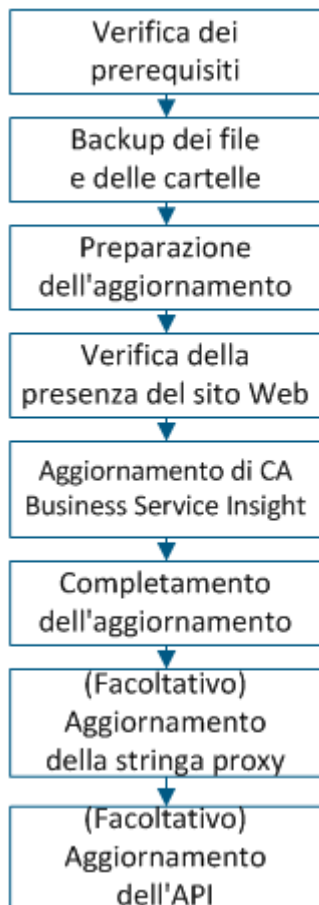 Verifica dei
prerequisiti
Backup dei file
e delle cartelle
Preparazione
dell'aggiornamento
Verifica della
presenza del sito Web
Aggiornamento di CA
Business Service Insight
Completamento
dell'aggiornamento
(Facoltativo)
Aggiornamento
della stringa proxy
(Facoltativo)
Aggiornamento
dell'API